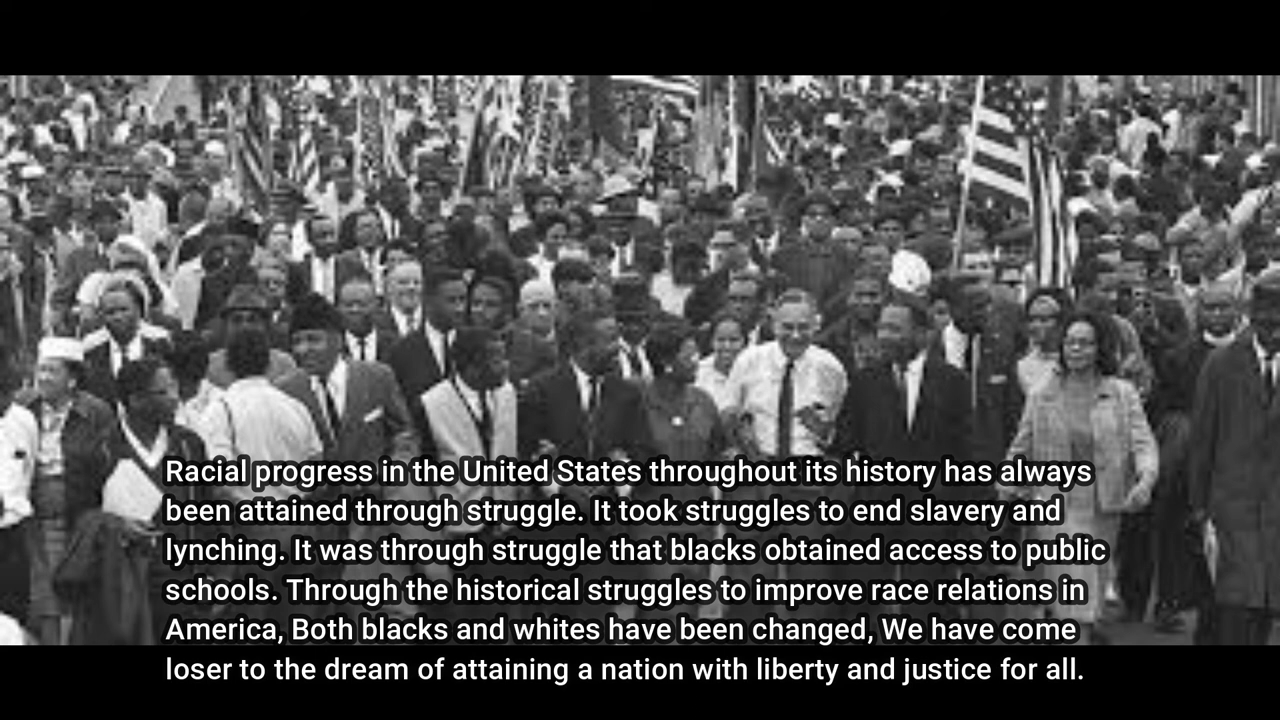 Racial progress in the United States throughout its history has always
been attained through struggle. It took struggles to end slavery and
lynching. It was through struggle that blacks obtained access to public
schools. Through the historical struggles to improve race relations in
America, Both blacks and whites have been changed, We have come
loser to the dream of attaining a nation with liberty and justice for all.